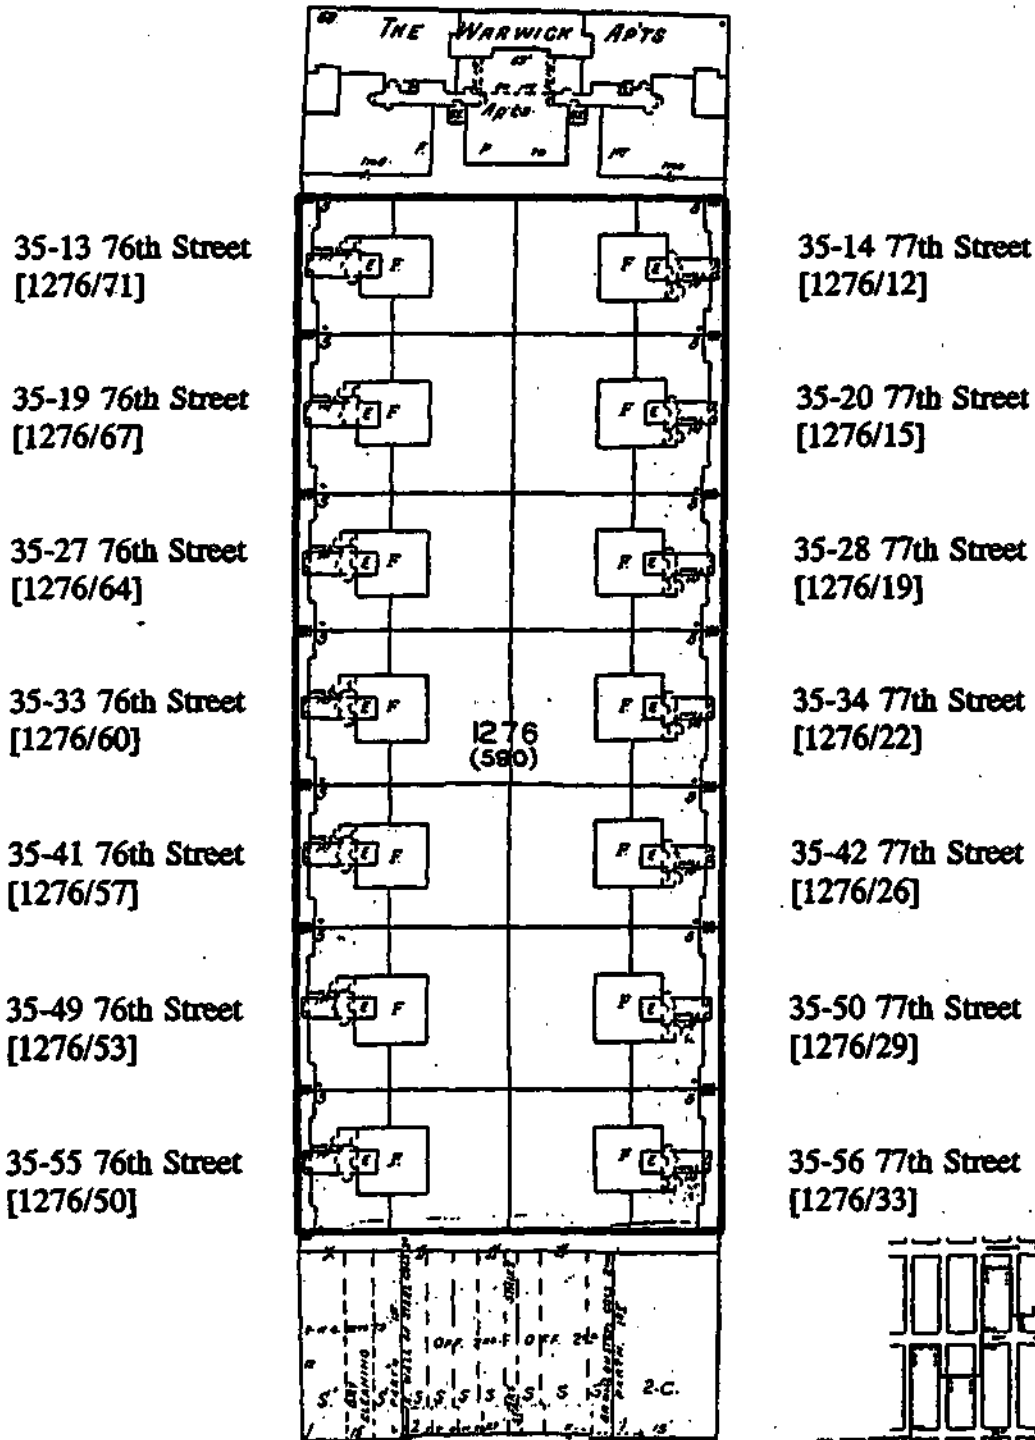 THE WARWICK APTS
Apts.
35-13 76th Street
[1276/71]
35-14 77th Street
[1276/12]
35-19 76th Street
[1276/67]
35-20 77th Street
[1276/15]
35-27 76th Street
[1276/64]
35-28 77th Street
[1276/19]
35-33 76th Street
[1276/60]
35-34 77th Street
[1276/22]
1276
(590)
35-41 76th Street
[1276/57]
35-42 77th Street
[1276/26]
35-49 76th Street
[1276/53]
35-50 77th Street
[1276/29]
35-55 76th Street
[1276/50]
35-56 77th Street
[1276/33]
E F F E
E F F E
E F F E
E F F E
E F F E
E F F E
E F F E
CLEANING
OFF. OFF.
S S S S S S S 2-C.